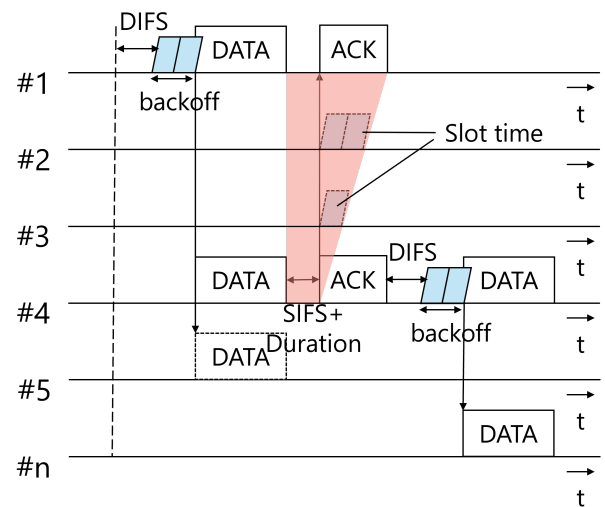 DIFS
DATA
ACK
#1
backoff
t
Slot time
#2
t
#3
t
DIFS
DATA
ACK
DATA
#4
SIFS+
Duration
backoff
t
DATA
#5
t
DATA
#n
t